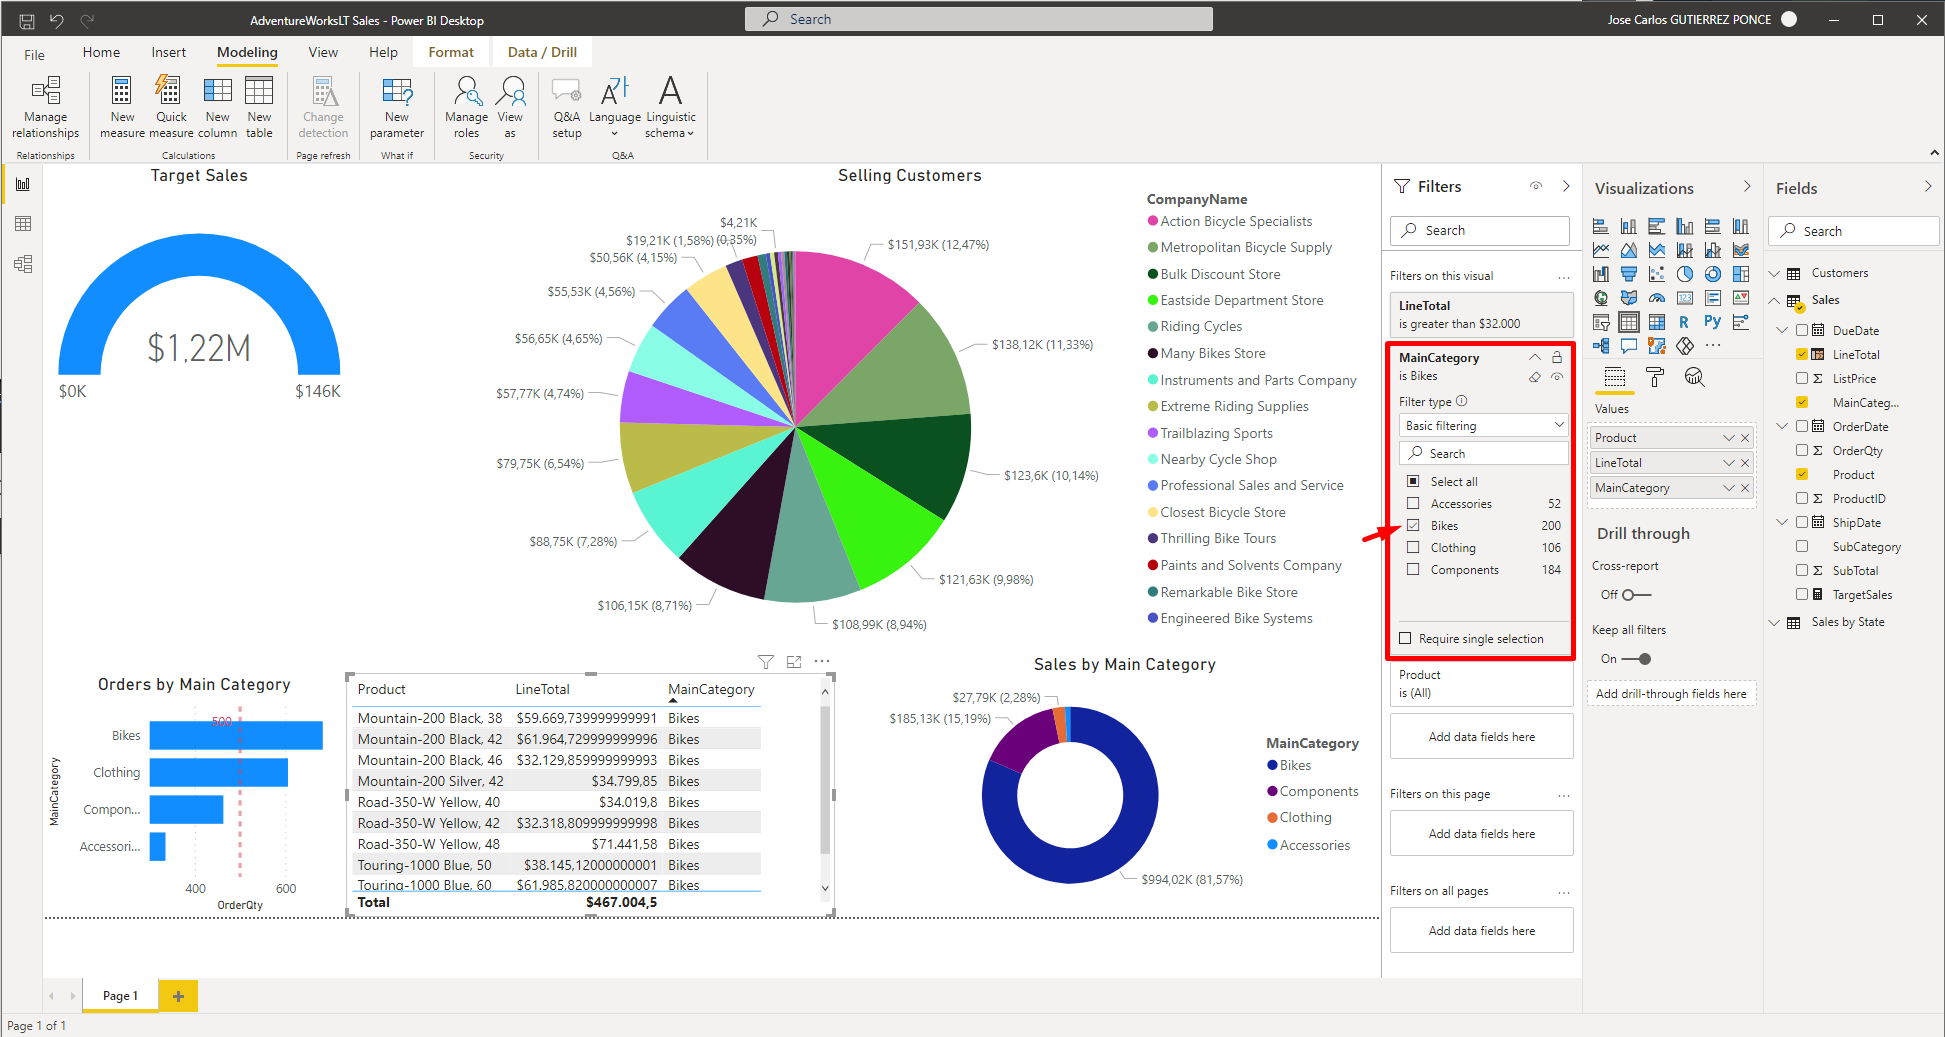 AdventureWorksLT Sales - Power BI Desktop
Search
Jose Carlos GUTIERREZ PONCE
File
Home
Insert
Modeling
View
Help
Format
Data / Drill
Manage relationships
New measure
Quick measure
New column
New table
Change detection
New parameter
Manage roles
View as
Q&A setup
Language
Linguistic schema
Relationships
Calculations
Page refresh
What if
Security
Q&A
Target Sales
$1,22M
$0K
$146K
Selling Customers
$4,21K
(0,35%)
$19,21K (1,58%)
$50,56K (4,15%)
$55,53K (4,56%)
$56,65K (4,65%)
$57,77K (4,74%)
$79,75K (6,54%)
$88,75K (7,28%)
$106,15K (8,71%)
$108,99K (8,94%)
$121,63K (9,98%)
$123,6K (10,14%)
$138,12K (11,33%)
$151,93K (12,47%)
CompanyName
Action Bicycle Specialists
Metropolitan Bicycle Supply
Bulk Discount Store
Eastside Department Store
Riding Cycles
Many Bikes Store
Instruments and Parts Company
Extreme Riding Supplies
Trailblazing Sports
Nearby Cycle Shop
Professional Sales and Service
Closest Bicycle Store
Thrilling Bike Tours
Paints and Solvents Company
Remarkable Bike Store
Engineered Bike Systems
Orders by Main Category
500
Bikes
Clothing
Compon...
Accessori...
MainCategory
400 600
OrderQty
Product LineTotal MainCategory
Mountain-200 Black, 38 $59.669,739999999991 Bikes
Mountain-200 Black, 42 $61.964,729999999996 Bikes
Mountain-200 Black, 46 $32.129,859999999993 Bikes
Mountain-200 Silver, 42 $34.799,85 Bikes
Road-350-W Yellow, 40 $34.019,8 Bikes
Road-350-W Yellow, 42 $32.318,809999999998 Bikes
Road-350-W Yellow, 48 $71.441,58 Bikes
Touring-1000 Blue, 50 $38.145,12000000001 Bikes
Touring-1000 Blue, 60 $61.985,820000000007 Bikes
Total $467.004,5
Sales by Main Category
$27,79K (2,28%)
$185,13K (15,19%)
$994,02K (81,57%)
MainCategory
Bikes
Components
Clothing
Accessories
Filters
Search
Filters on this visual
LineTotal
is greater than $32.000
MainCategory
is Bikes
Filter type
Basic filtering
Search
Select all
Accessories 52
Bikes 200
Clothing 106
Components 184
Require single selection
Product
is (All)
Add data fields here
Filters on this page
Add data fields here
Filters on all pages
Add data fields here
Visualizations
123
R
Py
Values
Product
LineTotal
MainCategory
Drill through
Cross-report
Off
Keep all filters
On
Add drill-through fields here
Fields
Search
Customers
Sales
DueDate
LineTotal
ListPrice
MainCateg...
OrderDate
OrderQty
Product
ProductID
ShipDate
SubCategory
SubTotal
TargetSales
Sales by State
Page 1
Page 1 of 1